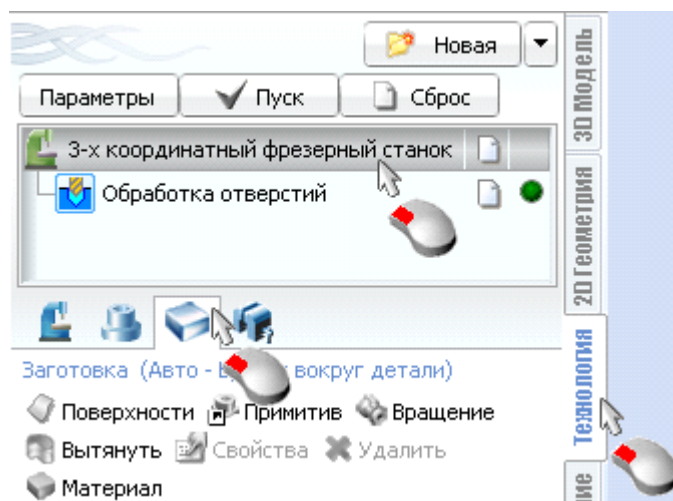 Новая
Параметры Пуск Сброс
3-х координатный фрезерный станок
Обработка отверстий
Заготовка (Авто - вокруг детали)
Поверхности Примитив Вращение
Вытянуть Свойства Удалить
Материал
3D Модель
2D Геометрия
Технология